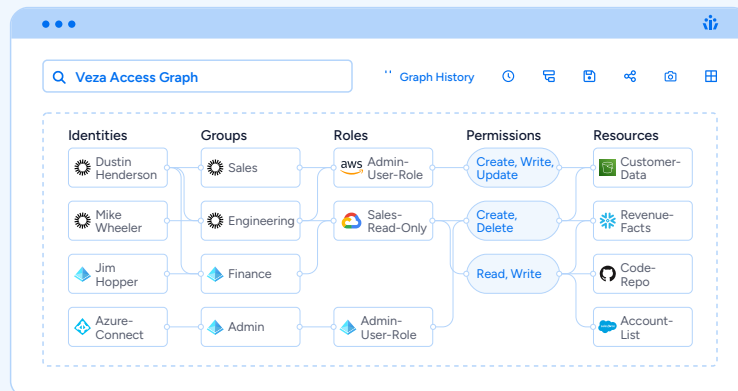 Veza Access Graph
Graph History
Identities Groups Roles Permissions Resources
Dustin
Henderson
Sales
aws
Admin-
User-Role
Create, Write,
Update
Customer-
Data
Mike
Wheeler
Engineering
Sales-
Read-Only
Create,
Delete
Revenue-
Facts
Jim
Hopper
Finance
Read, Write
Code-
Repo
Azure-
Connect
Admin
Admin-
User-Role
Account-
List